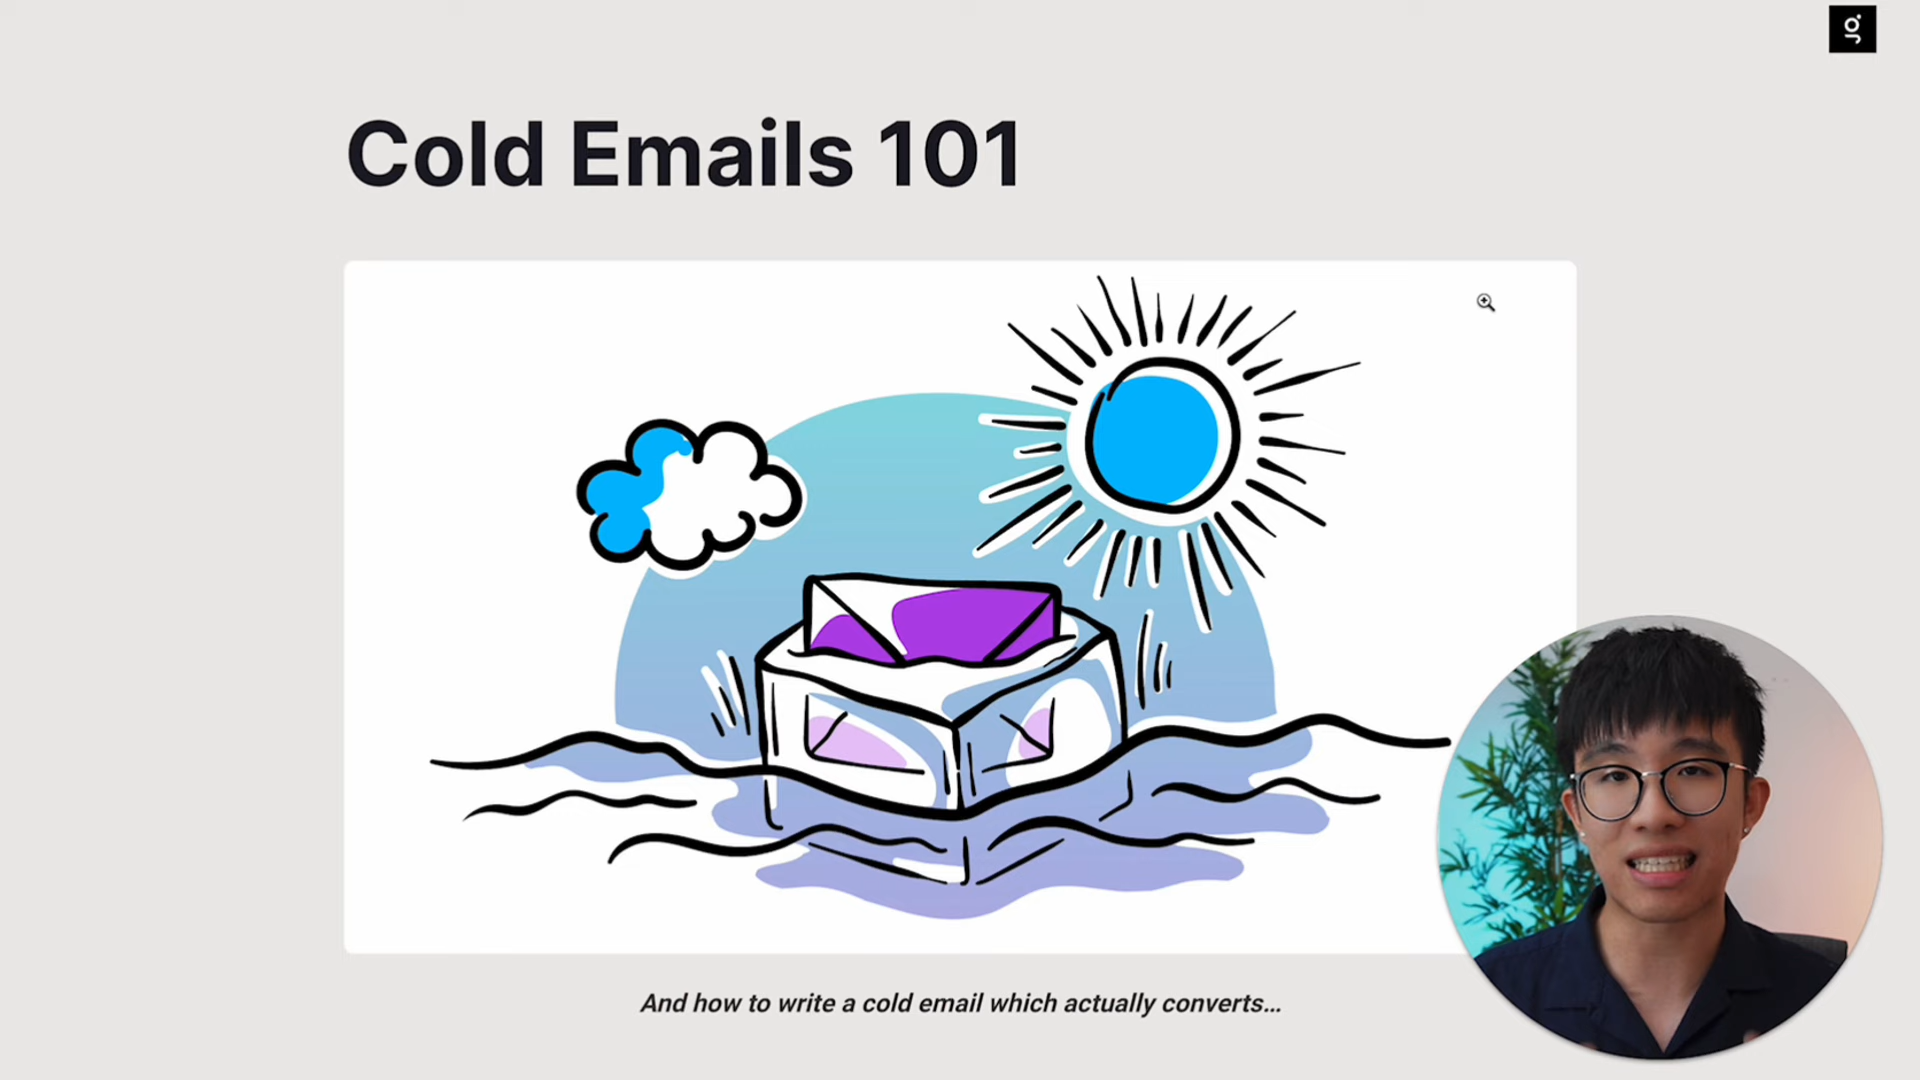 g
Cold Emails 101
And how to write a cold email which actually converts...